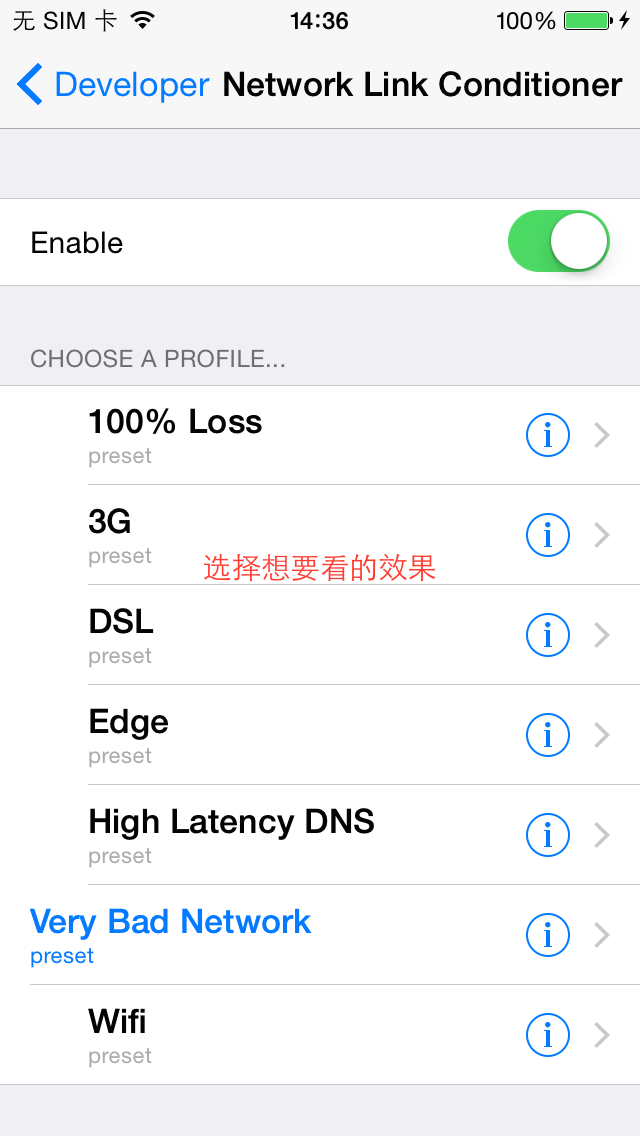 无 SIM 卡 14:36 100%
Developer Network Link Conditioner
Enable
CHOOSE A PROFILE...
100% Loss
preset
3G
preset
选择想要看的效果
DSL
preset
Edge
preset
High Latency DNS
preset
Very Bad Network
preset
Wifi
preset